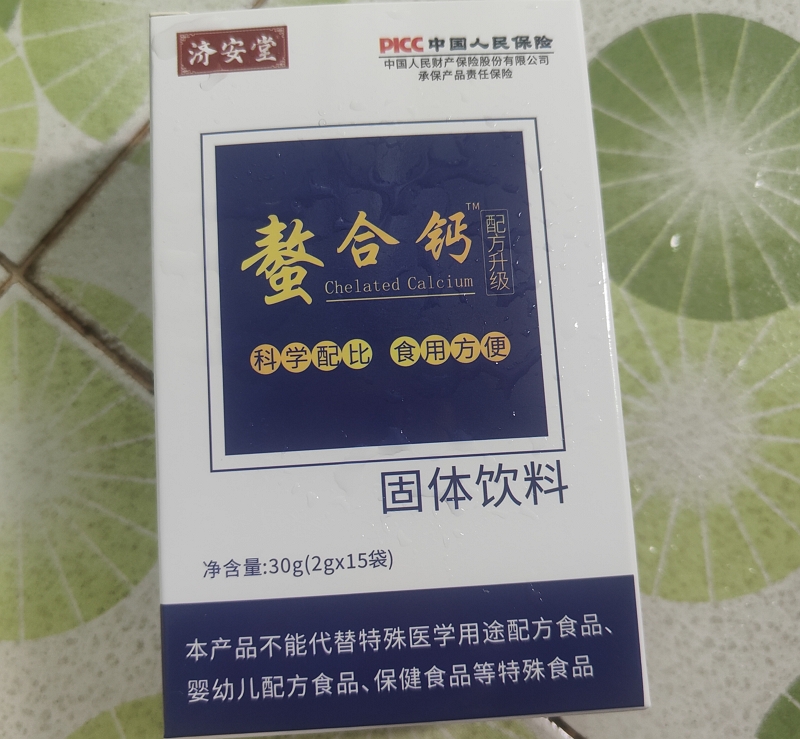 济安堂
PICC 中国人民保险
中国人民财产保险股份有限公司
承保产品责任保险
螯合钙TM
配方升级
Chelated Calcium
科学配比 食用方便
固体饮料
净含量:30g(2gx15袋)
本产品不能代替特殊医学用途配方食品、
婴幼儿配方食品、保健食品等特殊食品